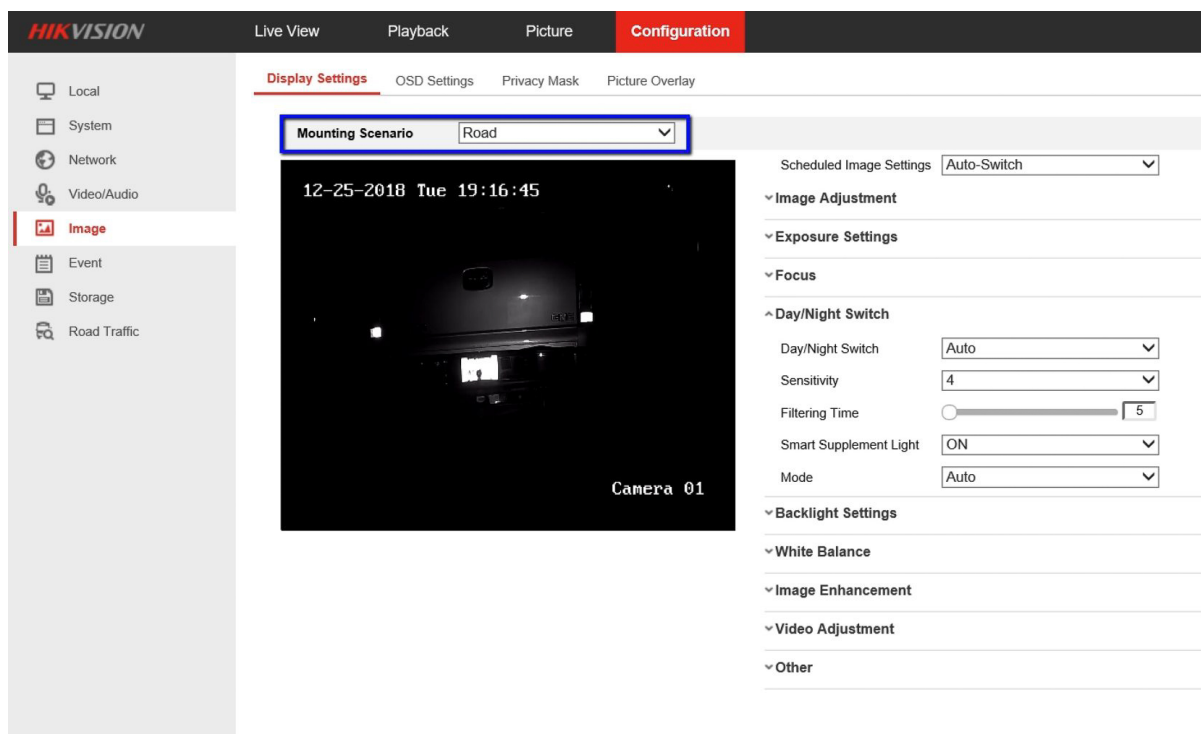 HIKVISION
Live View Playback Picture Configuration
Local
System
Network
Video/Audio
Image
Event
Storage
Road Traffic
Display Settings OSD Settings Privacy Mask Picture Overlay
Mounting Scenario Road
12-25-2018 Tue 19:16:45
Camera 01
Scheduled Image Settings Auto-Switch
Image Adjustment
Exposure Settings
Focus
Day/Night Switch
Day/Night Switch Auto
Sensitivity 4
Filtering Time 5
Smart Supplement Light ON
Mode Auto
Backlight Settings
White Balance
Image Enhancement
Video Adjustment
Other